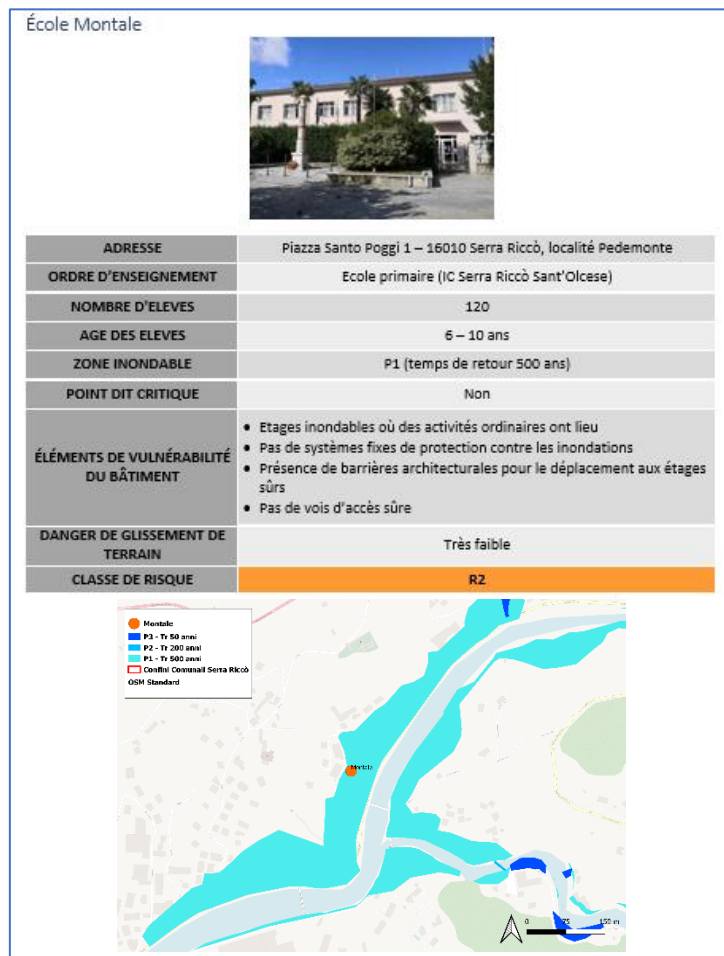 École Montale
ADRESSE
Piazza Santo Poggi 1 – 16010 Serra Riccò, località Pedemonte
ORDRE D'ENSEIGNEMENT
Ecole primaire (IC Serra Riccò Sant'Olcese)
NOMBRE D'ELEVES
120
AGE DES ELEVES
6 – 10 ans
ZONE INONDABLE
P1 (temps de retour 500 ans)
POINT DIT CRITIQUE
Non
ÉLÉMENTS DE VULNÉRABILITÉ
DU BÂTIMENT
• Etages inondables où des activités ordinaires ont lieu
• Pas de systèmes fixes de protection contre les inondations
• Présence de barrières architecturales pour le déplacement aux étages
sûrs
• Pas de vois d'accès sûre
DANGER DE GLISSEMENT DE
TERRAIN
Très faible
CLASSE DE RISQUE
R2
Montale
P3 - Tr 50 anni
P2 - Tr 200 anni
P1 - Tr 500 anni
Confini Comunali Serra Riccò
OSM Standard
Montale
0 75 150 m